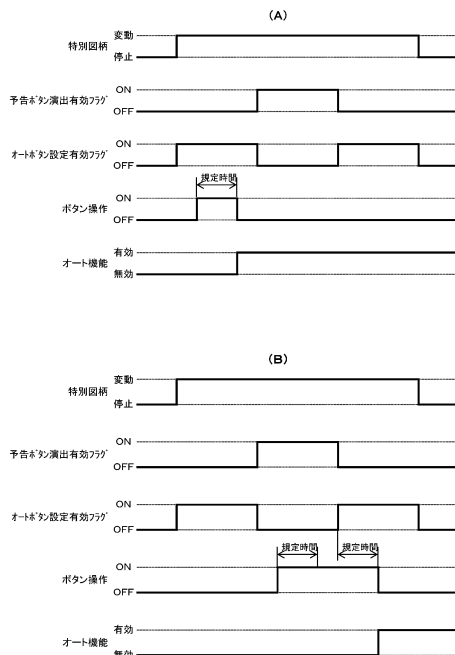 (A)
特別図柄
変動
停止
予告ボタン演出有効フラグ
ON
OFF
オートボタン設定有効フラグ
ON
OFF
規定時間
ボタン操作
ON
OFF
オート機能
有効
無効
(B)
特別図柄
変動
停止
予告ボタン演出有効フラグ
ON
OFF
オートボタン設定有効フラグ
ON
OFF
規定時間 規定時間
ボタン操作
ON
OFF
オート機能
有効
無効